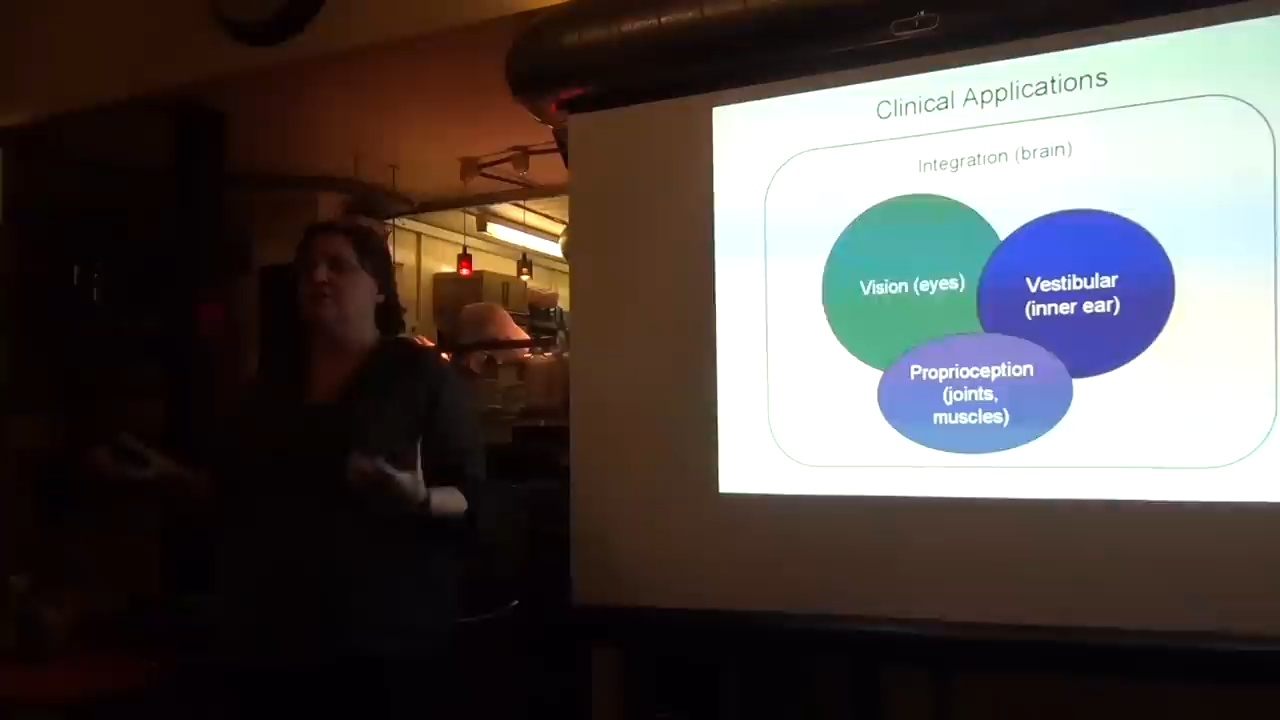 Clinical Applications
Integration (brain)
Vision (eyes)
Vestibular
(inner ear)
Proprioception
(joints,
muscles)